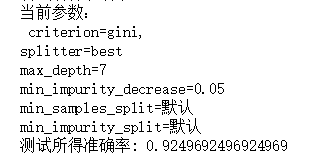 当前参数:
criterion=gini,
splitter=best
max_depth=7
min_impurity_decrease=0.05
min_samples_split=默认
min_impurity_split=默认
测试所得准确率: 0.9249692496924969